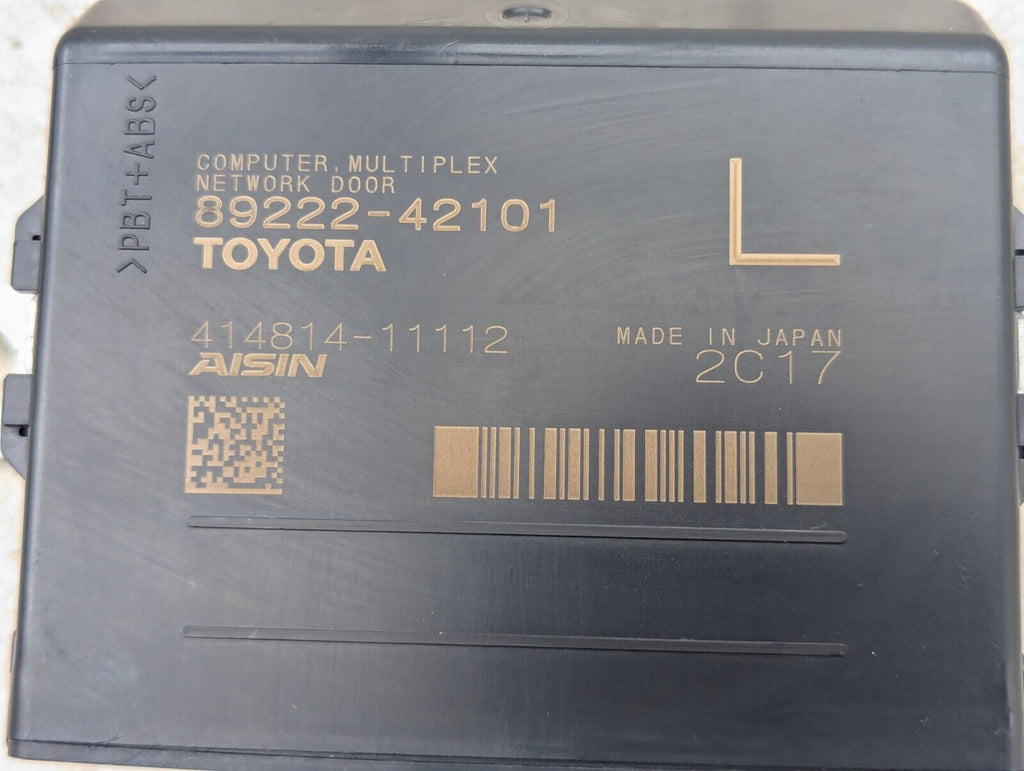 >PBT+ABS<
COMPUTER, MULTIPLEX
NETWORK DOOR
89222-42101
TOYOTA
L
414814-11112
AISIN
MADE IN JAPAN
2C17